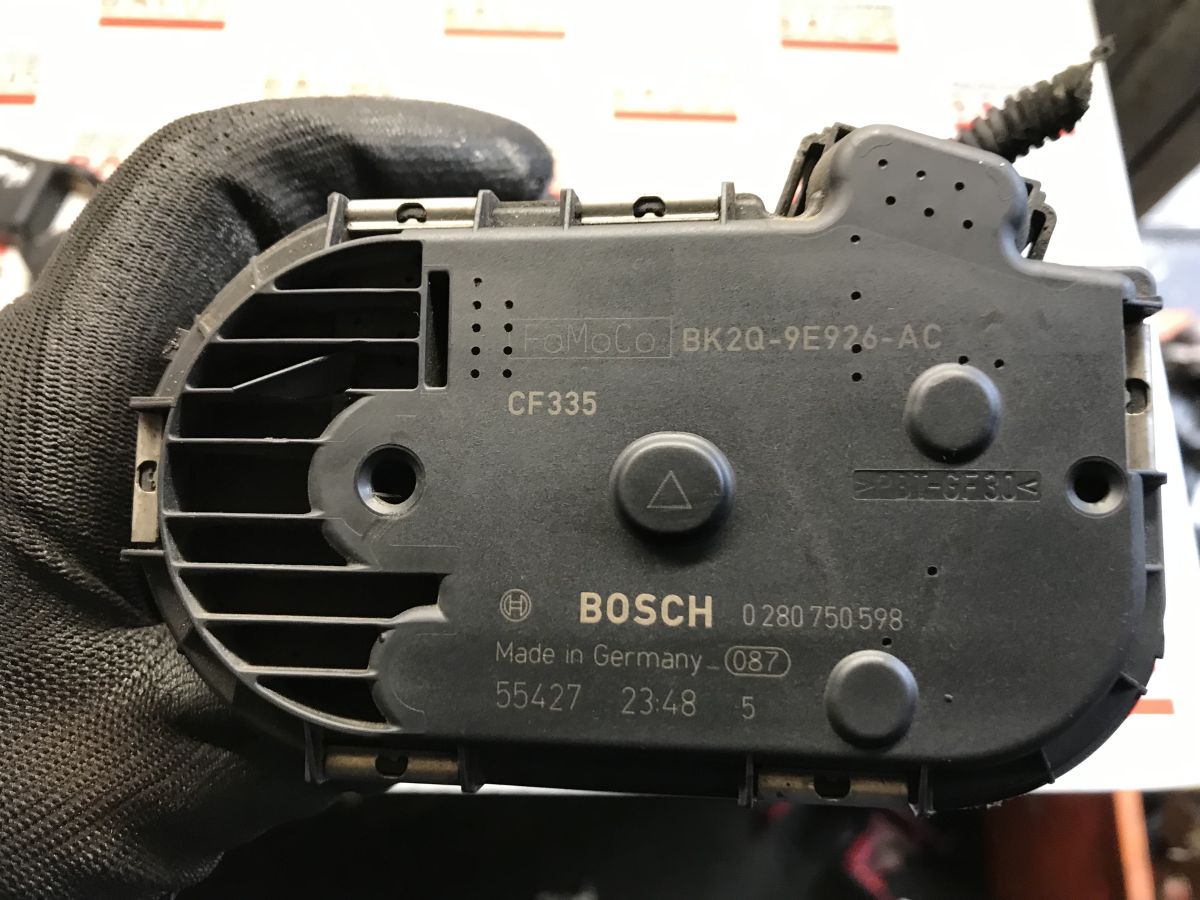 FoMoCo BK2Q-9E926-AC
CF335
>PBT-GF30<
BOSCH 0 280 750 598
Made in Germany 087
55427 23:48 5